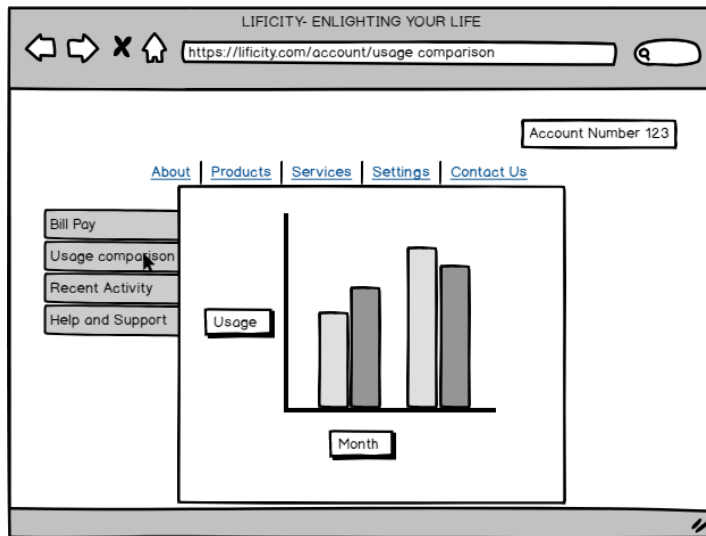 LIFICITY- ENLIGHTING YOUR LIFE
https://lificity.com/account/usage comparison
Account Number 123
About Products Services Settings Contact Us
Bill Pay
Usage comparison
Recent Activity
Help and Support
Usage
Month